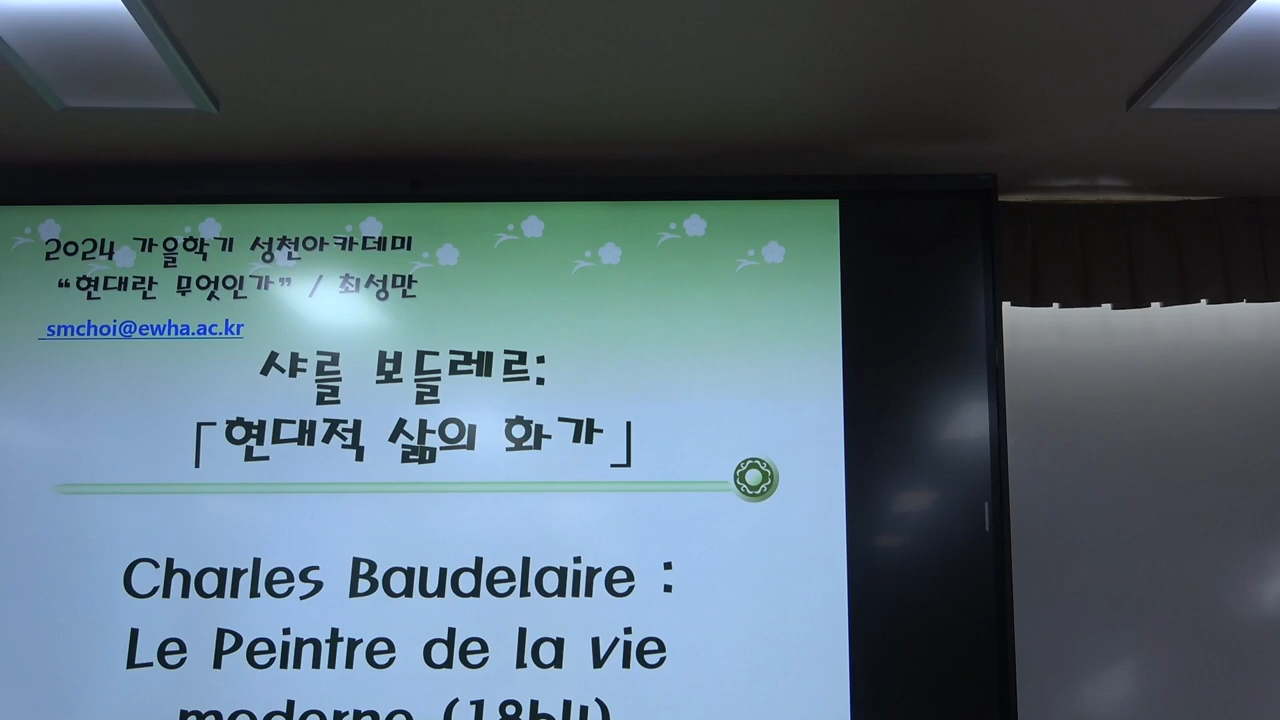 2024 가을학기 성천아카데미
“현대란 무엇인가” / 최성만
smchoi@ewha.ac.kr
샤를 보들레르:
「현대적 삶의 화가」
Charles Baudelaire :
Le Peintre de la vie
moderne (1864)